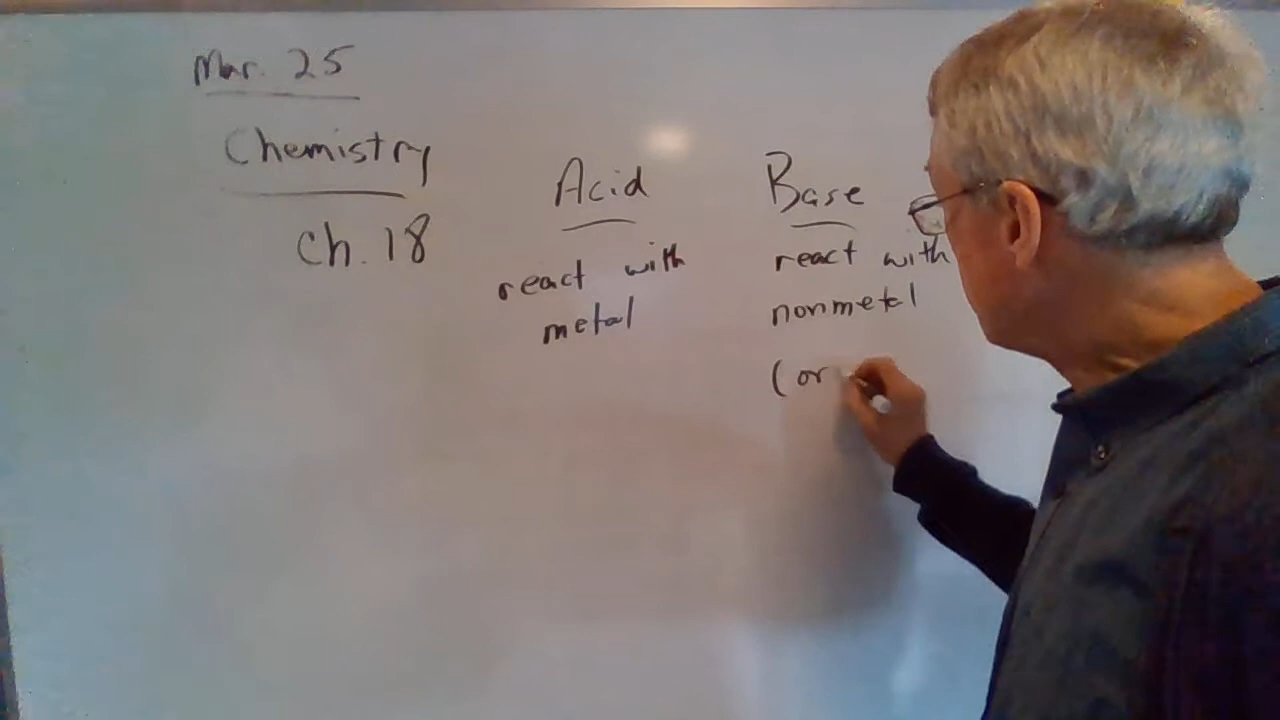 Mar. 25
Chemistry
Ch. 18
Acid
react with
metal
Base
react with
nonmetal
(or